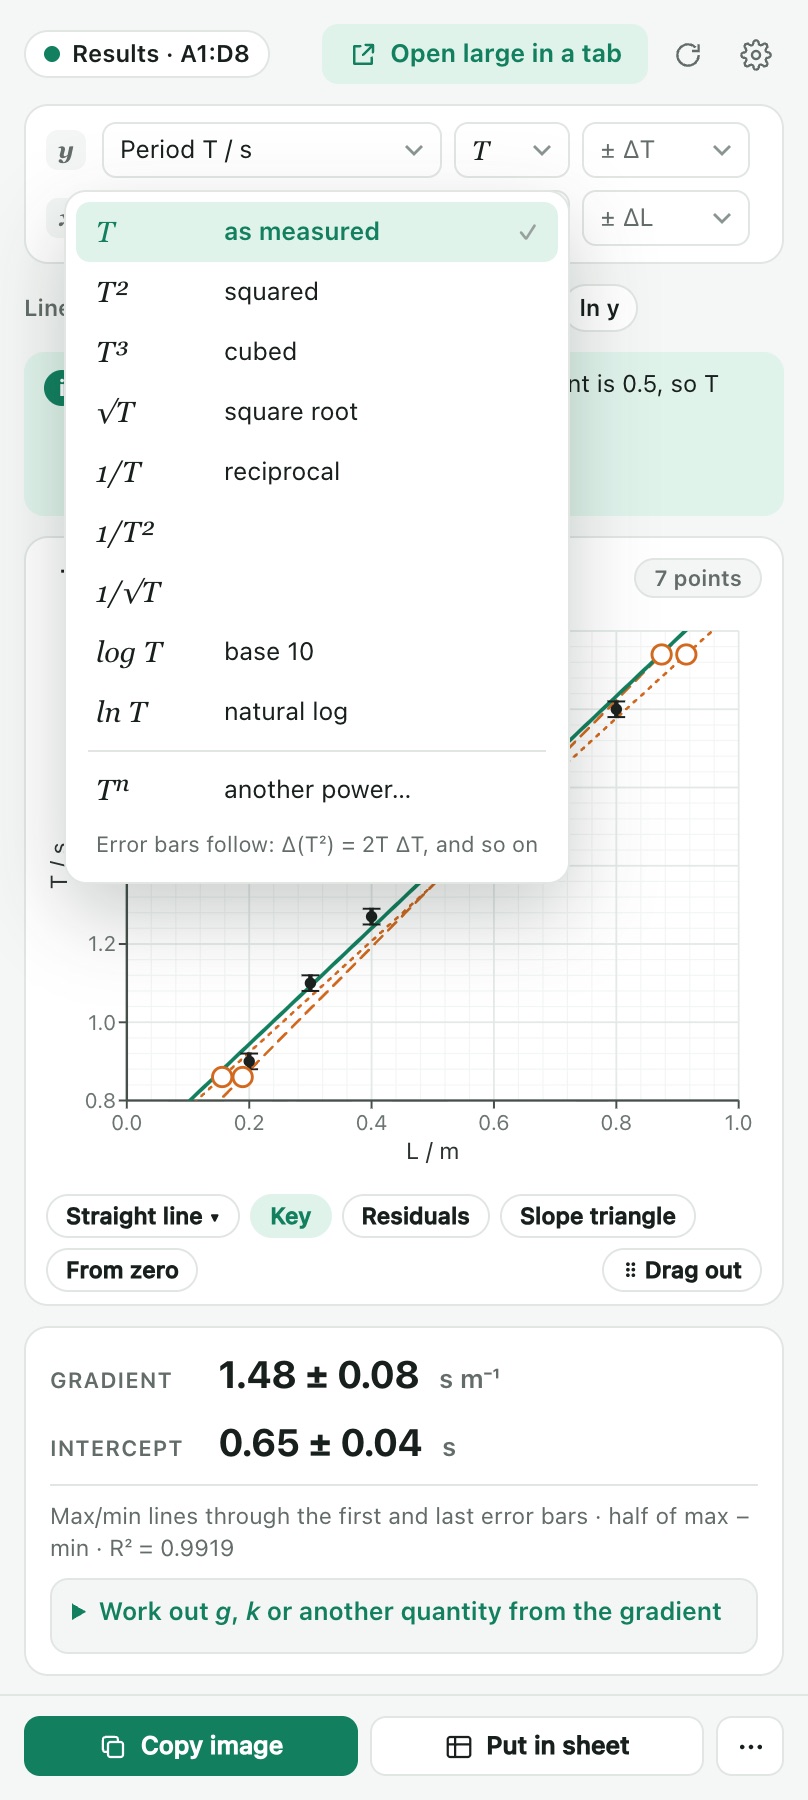 Results · A1:D8
Open large in a tab
y
Period T / s
T
± ΔT
T as measured
± ΔL
T² squared
Line
ln y
T³ cubed
nt is 0.5, so T
√T square root
1/T reciprocal
1/T²
1/√T
7 points
log T base 10
ln T natural log
Tⁿ another power...
Error bars follow: Δ(T²) = 2T ΔT, and so on
T / s
1.2
1.0
0.8
0.0 0.2 0.4 0.6 0.8 1.0
L / m
Straight line ▾
Key
Residuals
Slope triangle
From zero
Drag out
GRADIENT 1.48 ± 0.08 s m⁻¹
INTERCEPT 0.65 ± 0.04 s
Max/min lines through the first and last error bars · half of max –
min · R² = 0.9919
Work out g, k or another quantity from the gradient
Copy image
Put in sheet